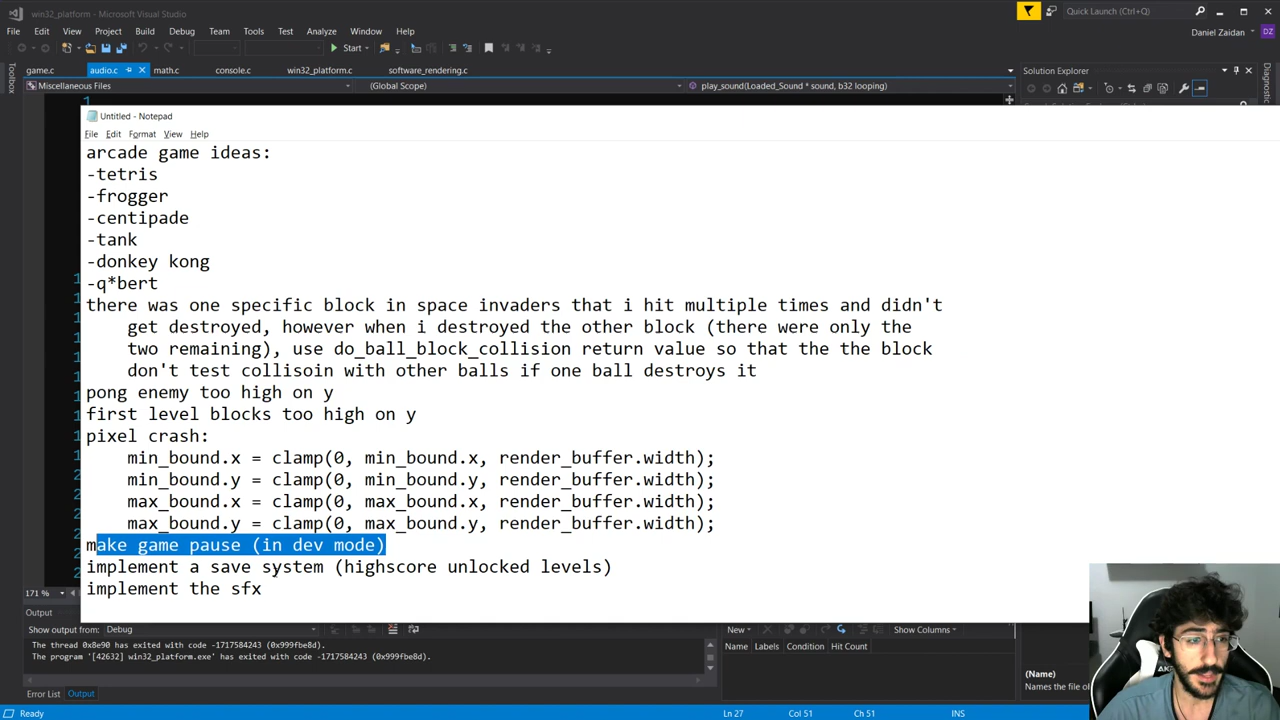 win32_platform - Microsoft Visual Studio
Quick Launch (Ctrl+Q)
File Edit View Project Build Debug Team Tools Test Analyze Window Help
Daniel Zaidan DZ
Start
game.c audio.c math.c console.c win32_platform.c software_rendering.c
Solution Explorer
Toolbox
Diagnostic
Miscellaneous Files (Global Scope) play_sound(Loaded_Sound * sound, b32 looping)
1
Untitled - Notepad
File Edit Format View Help
arcade game ideas:
-tetris
-frogger
-centipade
-tank
-donkey kong
-q*bert
there was one specific block in space invaders that i hit multiple times and didn't
get destroyed, however when i destroyed the other block (there were only the
two remaining), use do_ball_block_collision return value so that the the block
don't test collisoin with other balls if one ball destroys it
pong enemy too high on y
first level blocks too high on y
pixel crash:
min_bound.x = clamp(0, min_bound.x, render_buffer.width);
min_bound.y = clamp(0, min_bound.y, render_buffer.width);
max_bound.x = clamp(0, max_bound.x, render_buffer.width);
max_bound.y = clamp(0, max_bound.y, render_buffer.width);
make game pause (in dev mode)
implement a save system (highscore unlocked levels)
implement the sfx
171 %
Output
Show output from: Debug
The thread 0x8e90 has exited with code -1717584243 (0x999fbe8d).
The program '[42632] win32_platform.exe' has exited with code -1717584243 (0x999fbe8d).
New Show Columns
Name Labels Condition Hit Count
(Name)
Names the file o
Error List Output
Ready Ln 27 Col 51 Ch 51 INS